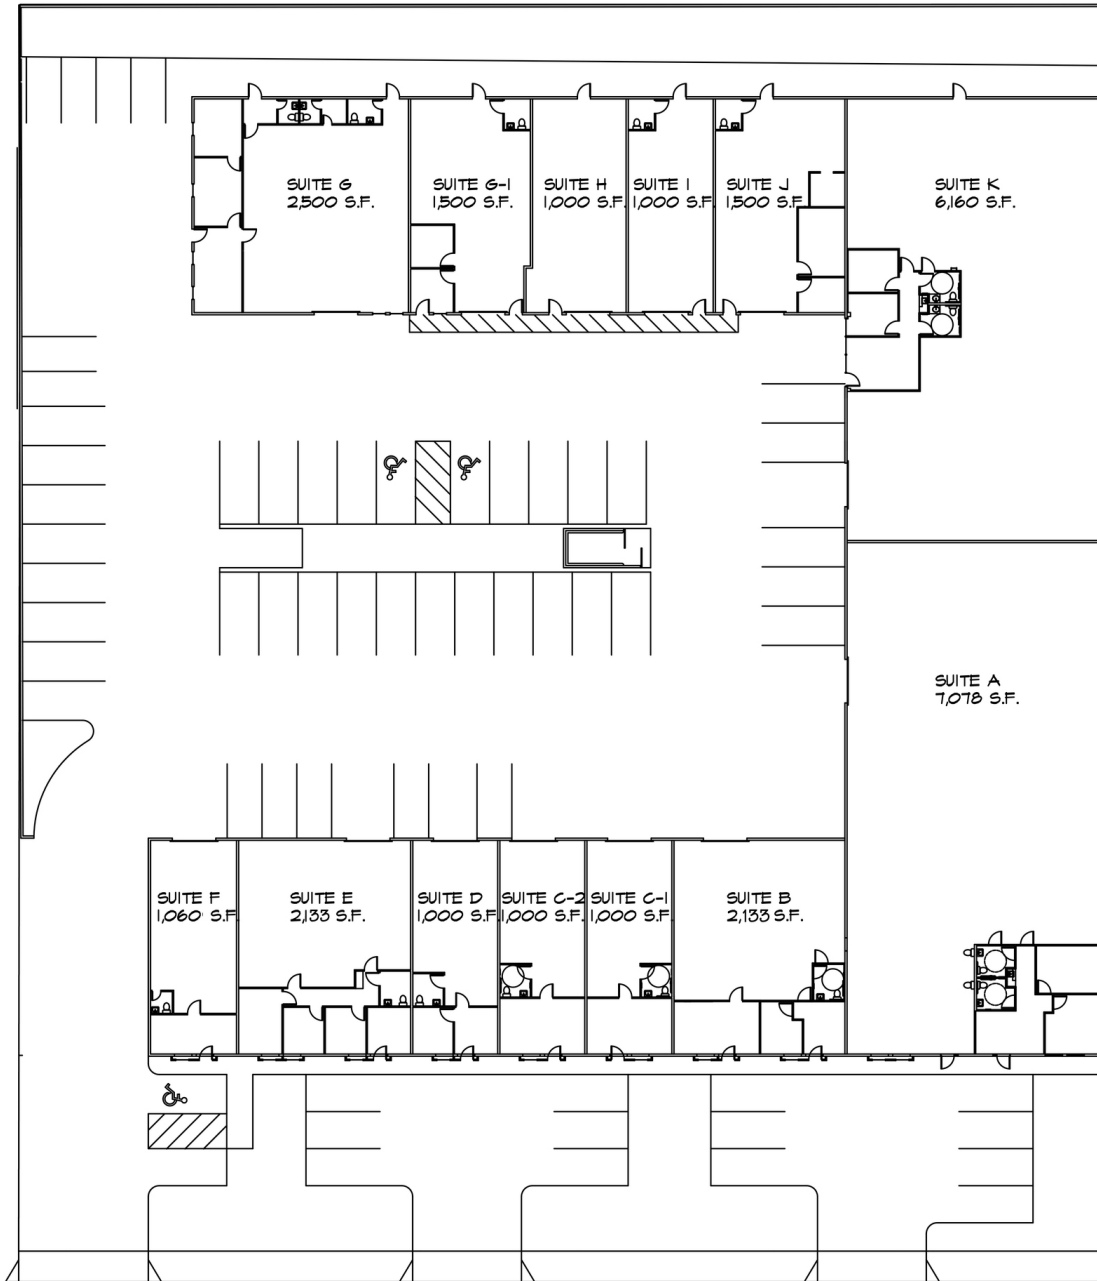 SUITE G
2,500 S.F.
SUITE G-1
1,500 S.F.
SUITE H
1,000 S.F.
SUITE I
1,000 S.F.
SUITE J
1,500 S.F.
SUITE K
6,160 S.F.
SUITE A
7,078 S.F.
SUITE F
1,060 S.F.
SUITE E
2,133 S.F.
SUITE D
1,000 S.F.
SUITE C-2
1,000 S.F.
SUITE C-1
1,000 S.F.
SUITE B
2,133 S.F.